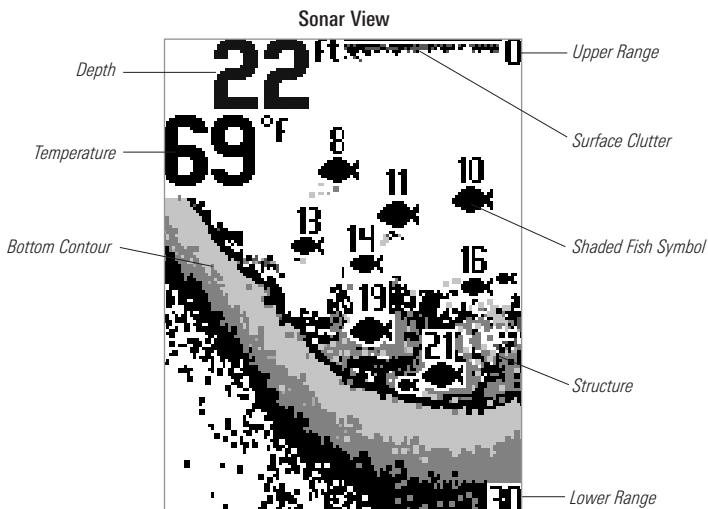 Sonar View
22 ft 0
Depth
Upper Range
69 °F
Temperature
Surface Clutter
8
10
11
13
14
16
Shaded Fish Symbol
Bottom Contour
19
21
Structure
30
Lower Range